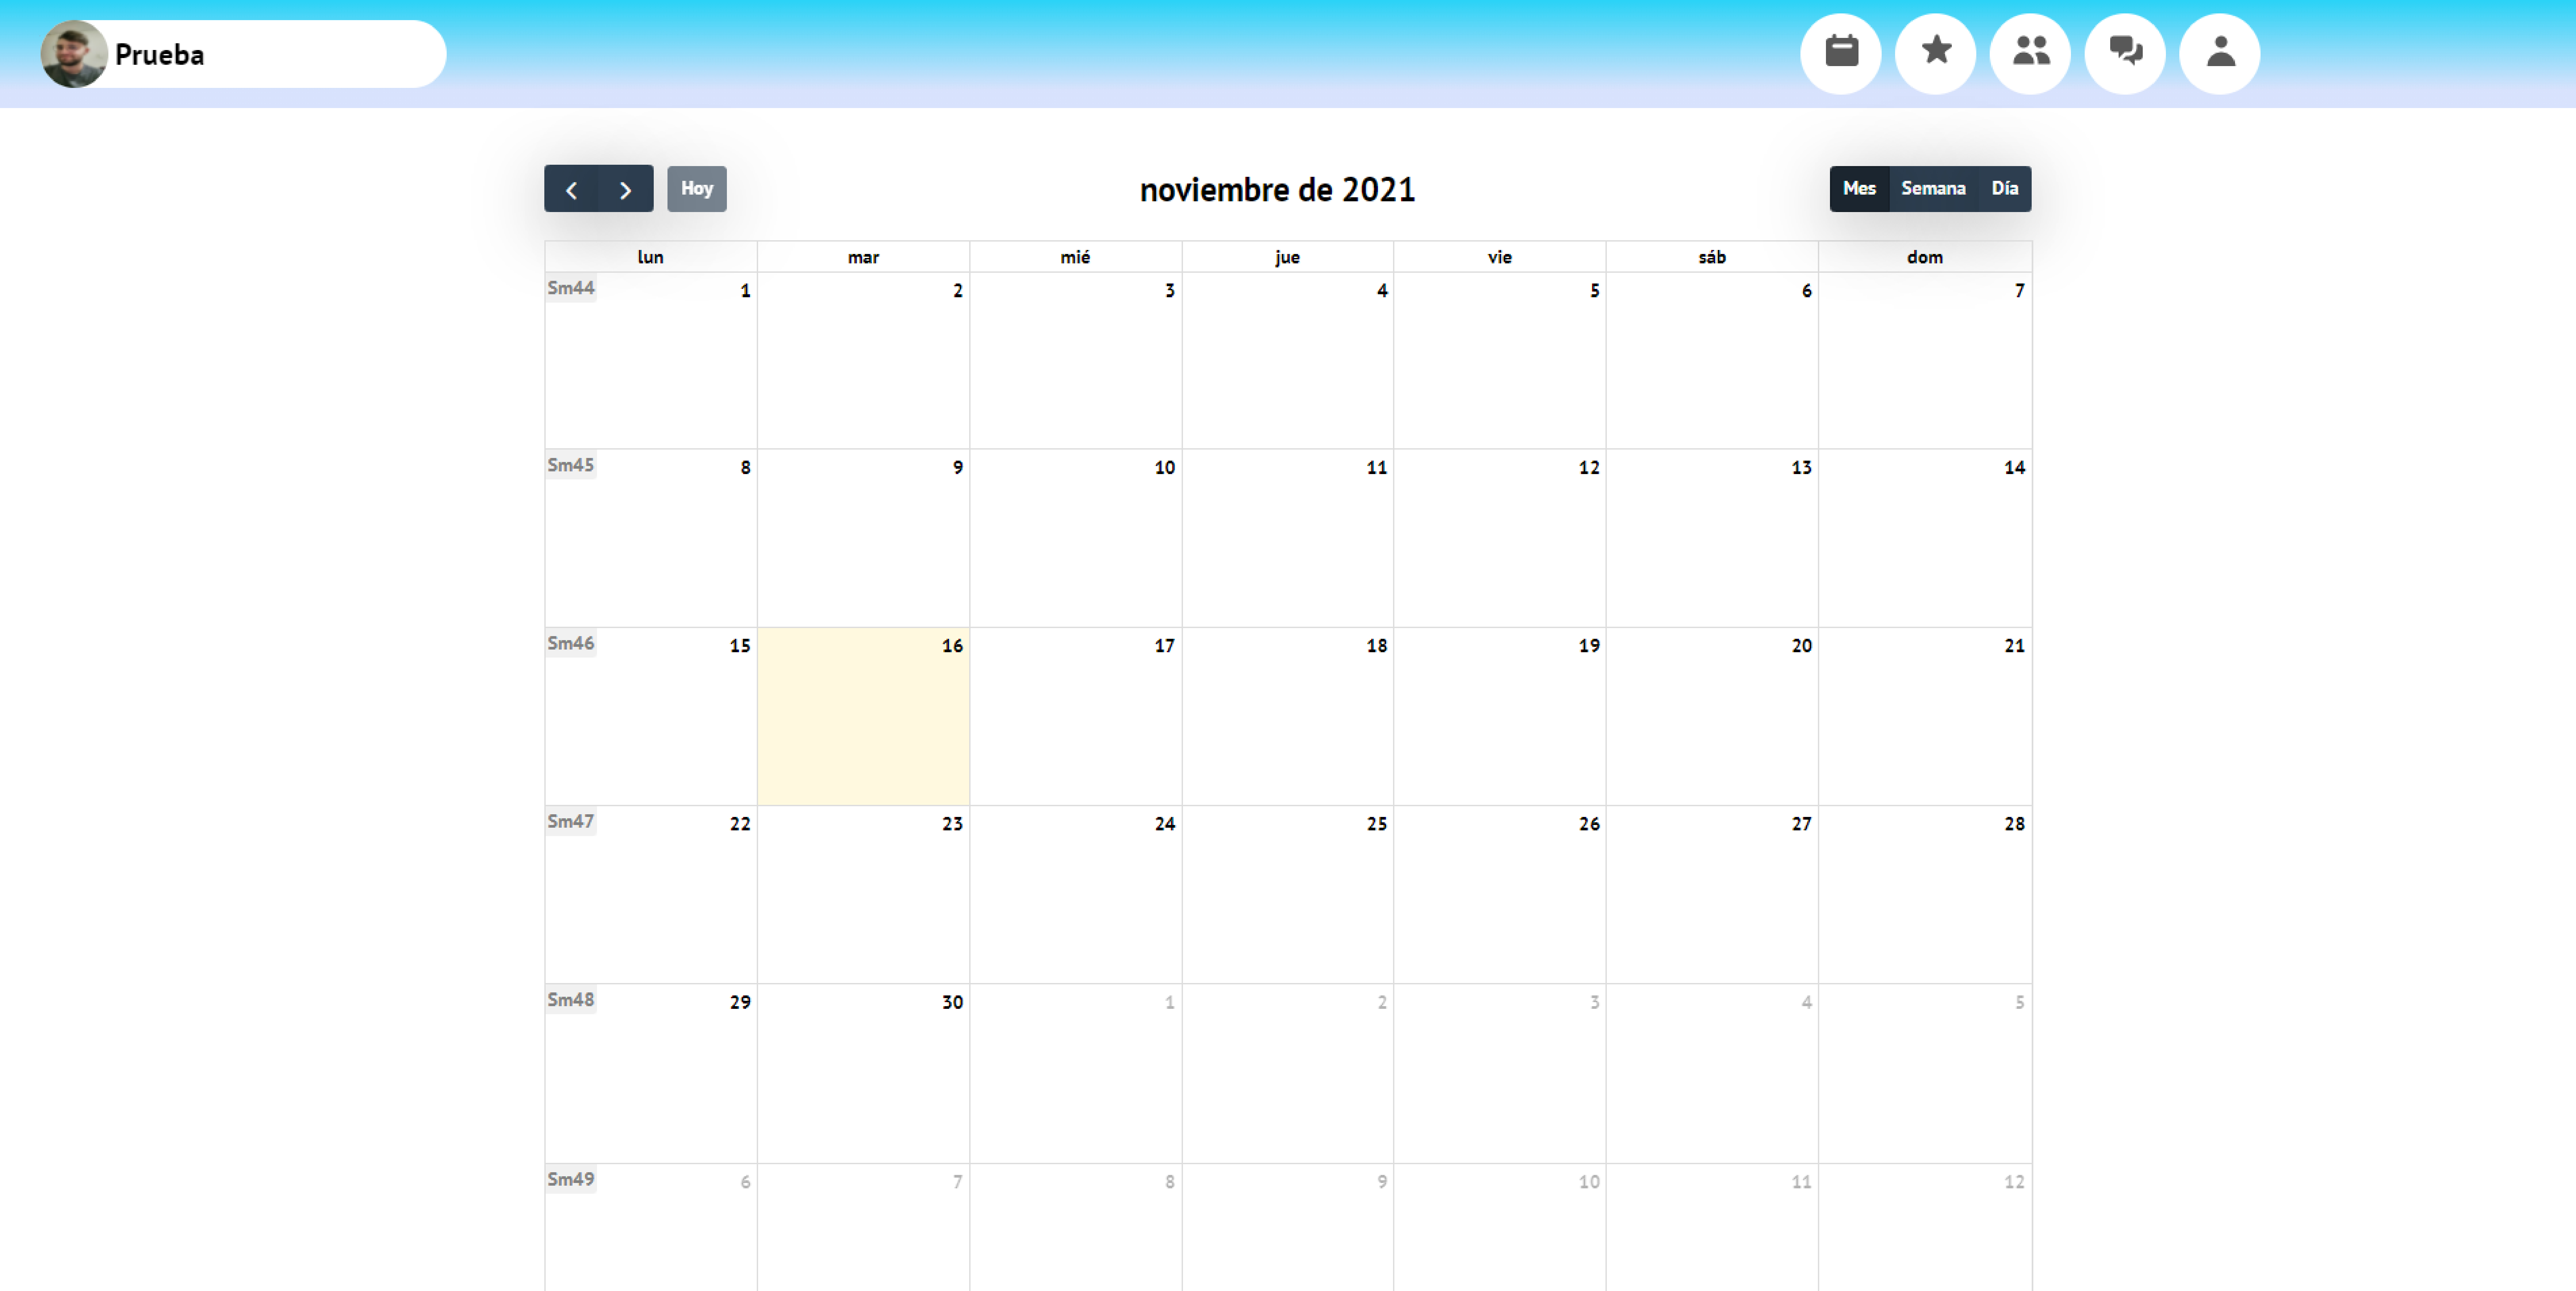 Prueba
Hoy
noviembre de 2021
Mes Semana Día
lun mar mié jue vie sáb dom
Sm44 1 2 3 4 5 6 7
Sm45 8 9 10 11 12 13 14
Sm46 15 16 17 18 19 20 21
Sm47 22 23 24 25 26 27 28
Sm48 29 30 1 2 3 4 5
Sm49 6 7 8 9 10 11 12